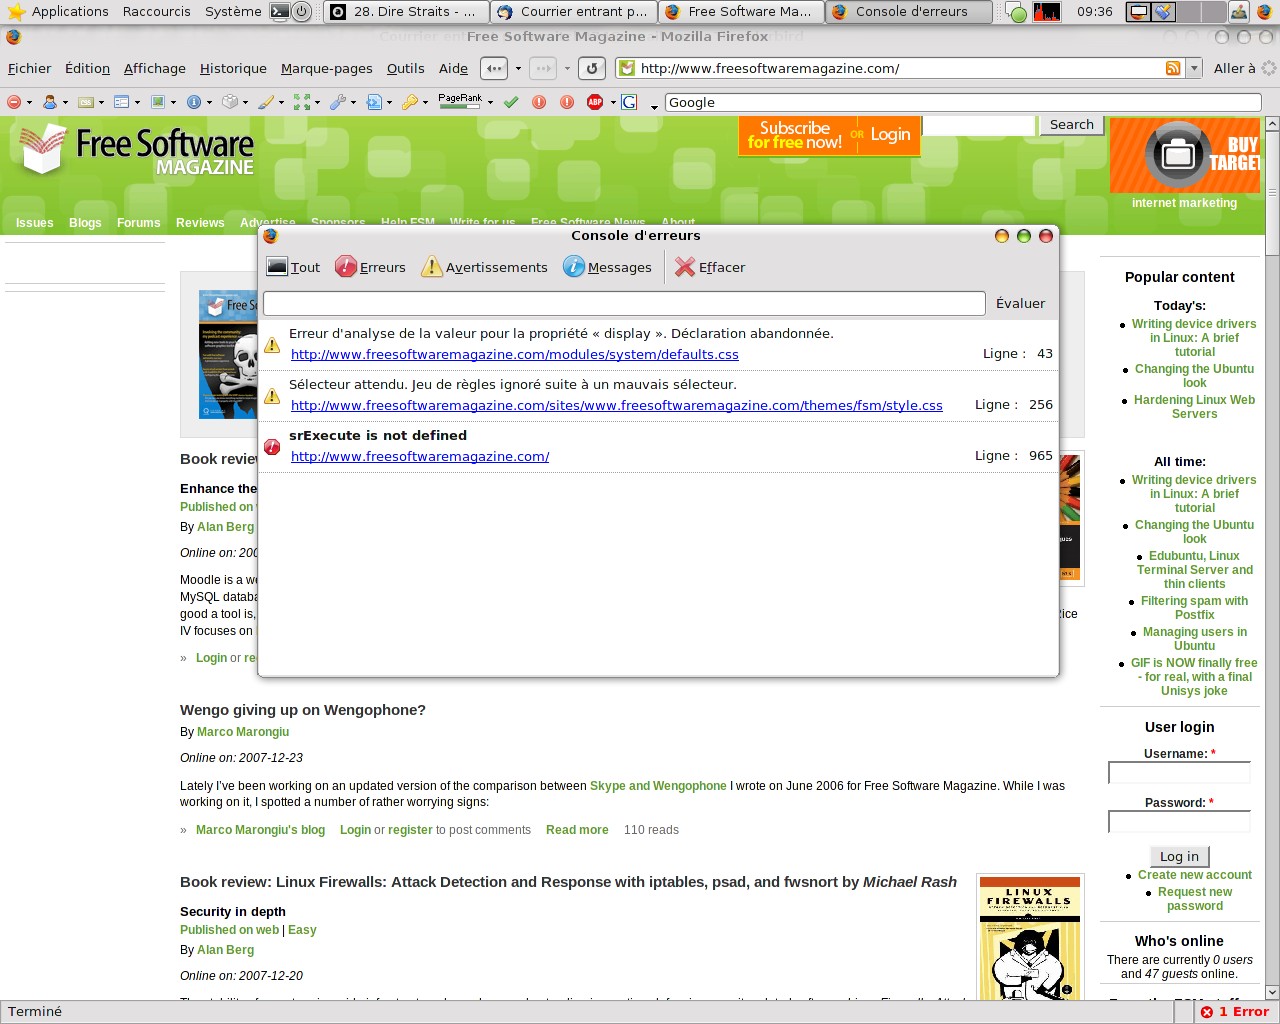 Applications Raccourcis Système 28. Dire Straits - ... Courrier entrant p... Free Software Ma... Console d'erreurs 09:36
Free Software Magazine - Mozilla Firefox
Fichier Édition Affichage Historique Marque-pages Outils Aide http://www.freesoftwaremagazine.com/ Aller à
PageRank ABP G Google
Free Software
MAGAZINE
Subscribe
for free now!
OR
Login
Search
BUY
TARGET
internet marketing
Issues Blogs Forums Reviews Advertise Sponsors Help FSM Write for us Free Software News About
Console d'erreurs
Tout Erreurs Avertissements Messages Effacer
Évaluer
Erreur d'analyse de la valeur pour la propriété « display ». Déclaration abandonnée.
http://www.freesoftwaremagazine.com/modules/system/defaults.css Ligne : 43
Sélecteur attendu. Jeu de règles ignoré suite à un mauvais sélecteur.
http://www.freesoftwaremagazine.com/sites/www.freesoftwaremagazine.com/themes/fsm/style.css Ligne : 256
srExecute is not defined
http://www.freesoftwaremagazine.com/ Ligne : 965
Free S
Book review
Enhance the
Published on
By Alan Berg
Online on: 200
Moodle is a we
MySQL databa
good a tool is,
IV focuses on
» Login or re
Wengo giving up on Wengophone?
By Marco Marongiu
Online on: 2007-12-23
Lately I've been working on an updated version of the comparison between Skype and Wengophone I wrote on June 2006 for Free Software Magazine. While I was
working on it, I spotted a number of rather worrying signs:
» Marco Marongiu's blog Login or register to post comments Read more 110 reads
Book review: Linux Firewalls: Attack Detection and Response with iptables, psad, and fwsnort by Michael Rash
Security in depth
Published on web | Easy
By Alan Berg
Online on: 2007-12-20
LINUX
FIREWALLS
Popular content
Today's:
Writing device drivers
in Linux: A brief
tutorial
Changing the Ubuntu
look
Hardening Linux Web
Servers
All time:
Writing device drivers
in Linux: A brief
tutorial
Changing the Ubuntu
look
Edubuntu, Linux
Terminal Server and
thin clients
Filtering spam with
Postfix
Managing users in
Ubuntu
GIF is NOW finally free
- for real, with a final
Unisys joke
User login
Username: *
Password: *
Log in
Create new account
Request new
password
Who's online
There are currently 0 users
and 47 guests online.
Terminé
1 Error